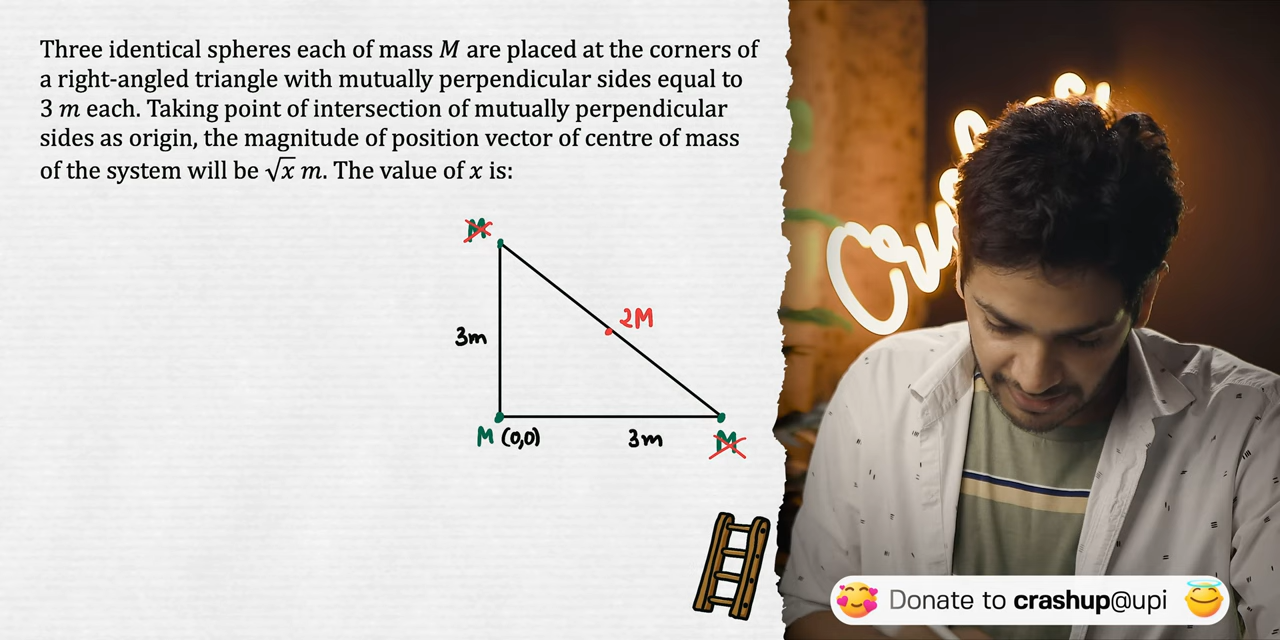 Three identical spheres each of mass M are placed at the corners of
a right-angled triangle with mutually perpendicular sides equal to
3 m each. Taking point of intersection of mutually perpendicular
sides as origin, the magnitude of position vector of centre of mass
of the system will be √x m. The value of x is:
M
2M
3m
M (0,0)
3m
M
Donate to crashup@upi